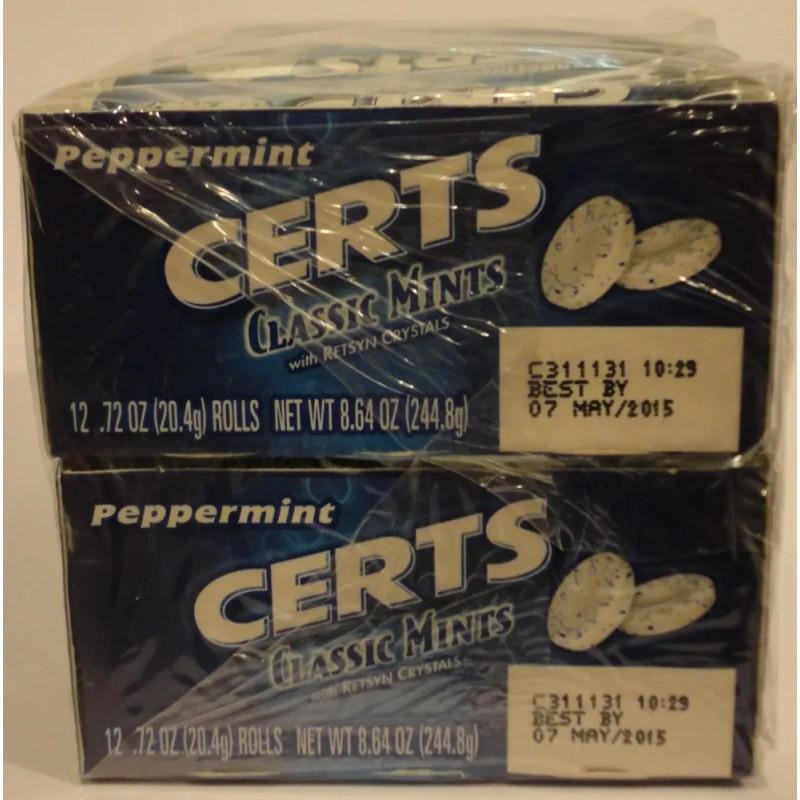 Peppermint
CERTS
CLASSIC MINTS
with RETSYN CRYSTALS
12 .72 OZ (20.4g) ROLLS NET WT 8.64 OZ (244.8g)
C311131 10:29
BEST BY
07 MAY/2015
Peppermint
CERTS
CLASSIC MINTS
with RETSYN CRYSTALS
12 .72 OZ (20.4g) ROLLS NET WT 8.64 OZ (244.8g)
C311131 10:29
BEST BY
07 MAY/2015